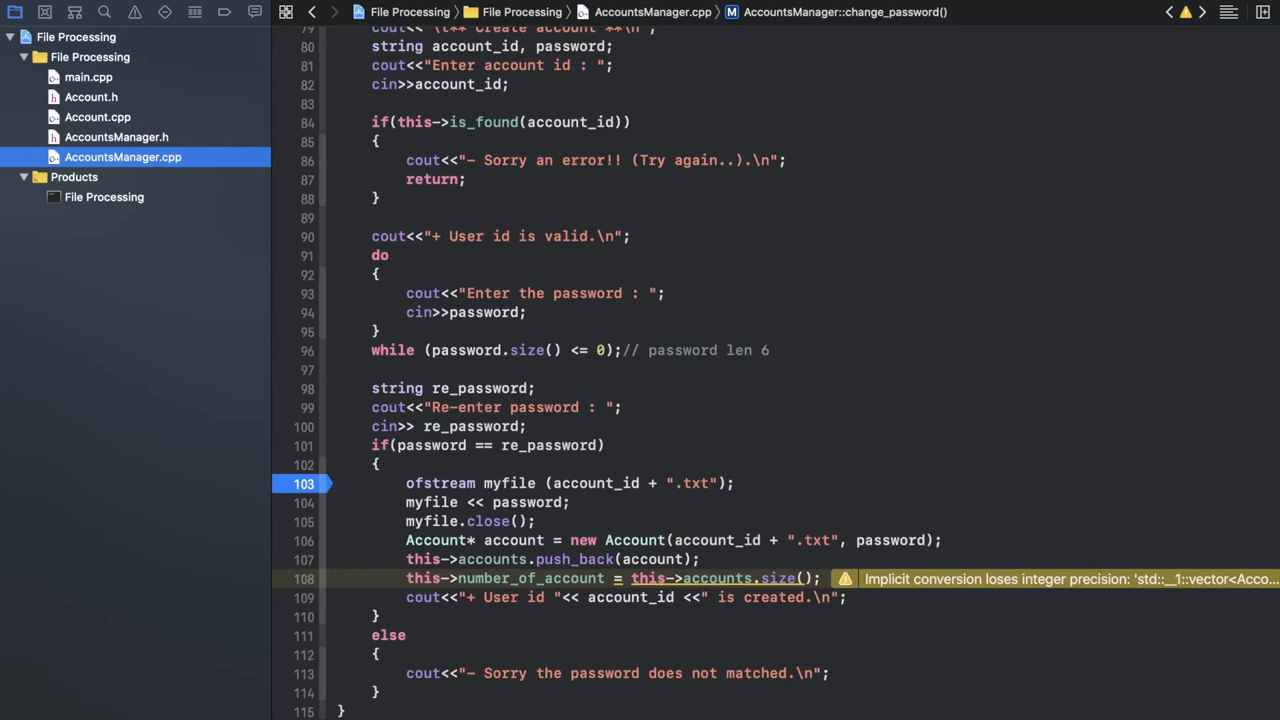 File Processing > File Processing > AccountsManager.cpp > M AccountsManager::change_password()
File Processing
File Processing
main.cpp
h Account.h
Account.cpp
h AccountsManager.h
AccountsManager.cpp
Products
File Processing
79 cout<<"\t** Create account **\n";
80 string account_id, password;
81 cout<<"Enter account id : ";
82 cin>>account_id;
83
84 if(this->is_found(account_id))
85 {
86 cout<<"- Sorry an error!! (Try again..).\n";
87 return;
88 }
89
90 cout<<"+ User id is valid.\n";
91 do
92 {
93 cout<<"Enter the password : ";
94 cin>>password;
95 }
96 while (password.size() <= 0);// password len 6
97
98 string re_password;
99 cout<<"Re-enter password : ";
100 cin>> re_password;
101 if(password == re_password)
102 {
103 ofstream myfile (account_id + ".txt");
104 myfile << password;
105 myfile.close();
106 Account* account = new Account(account_id + ".txt", password);
107 this->accounts.push_back(account);
108 this->number_of_account = this->accounts.size(); Implicit conversion loses integer precision: 'std::__1::vector<Acco...
109 cout<<"+ User id "<< account_id <<" is created.\n";
110 }
111 else
112 {
113 cout<<"- Sorry the password does not matched.\n";
114 }
115 }